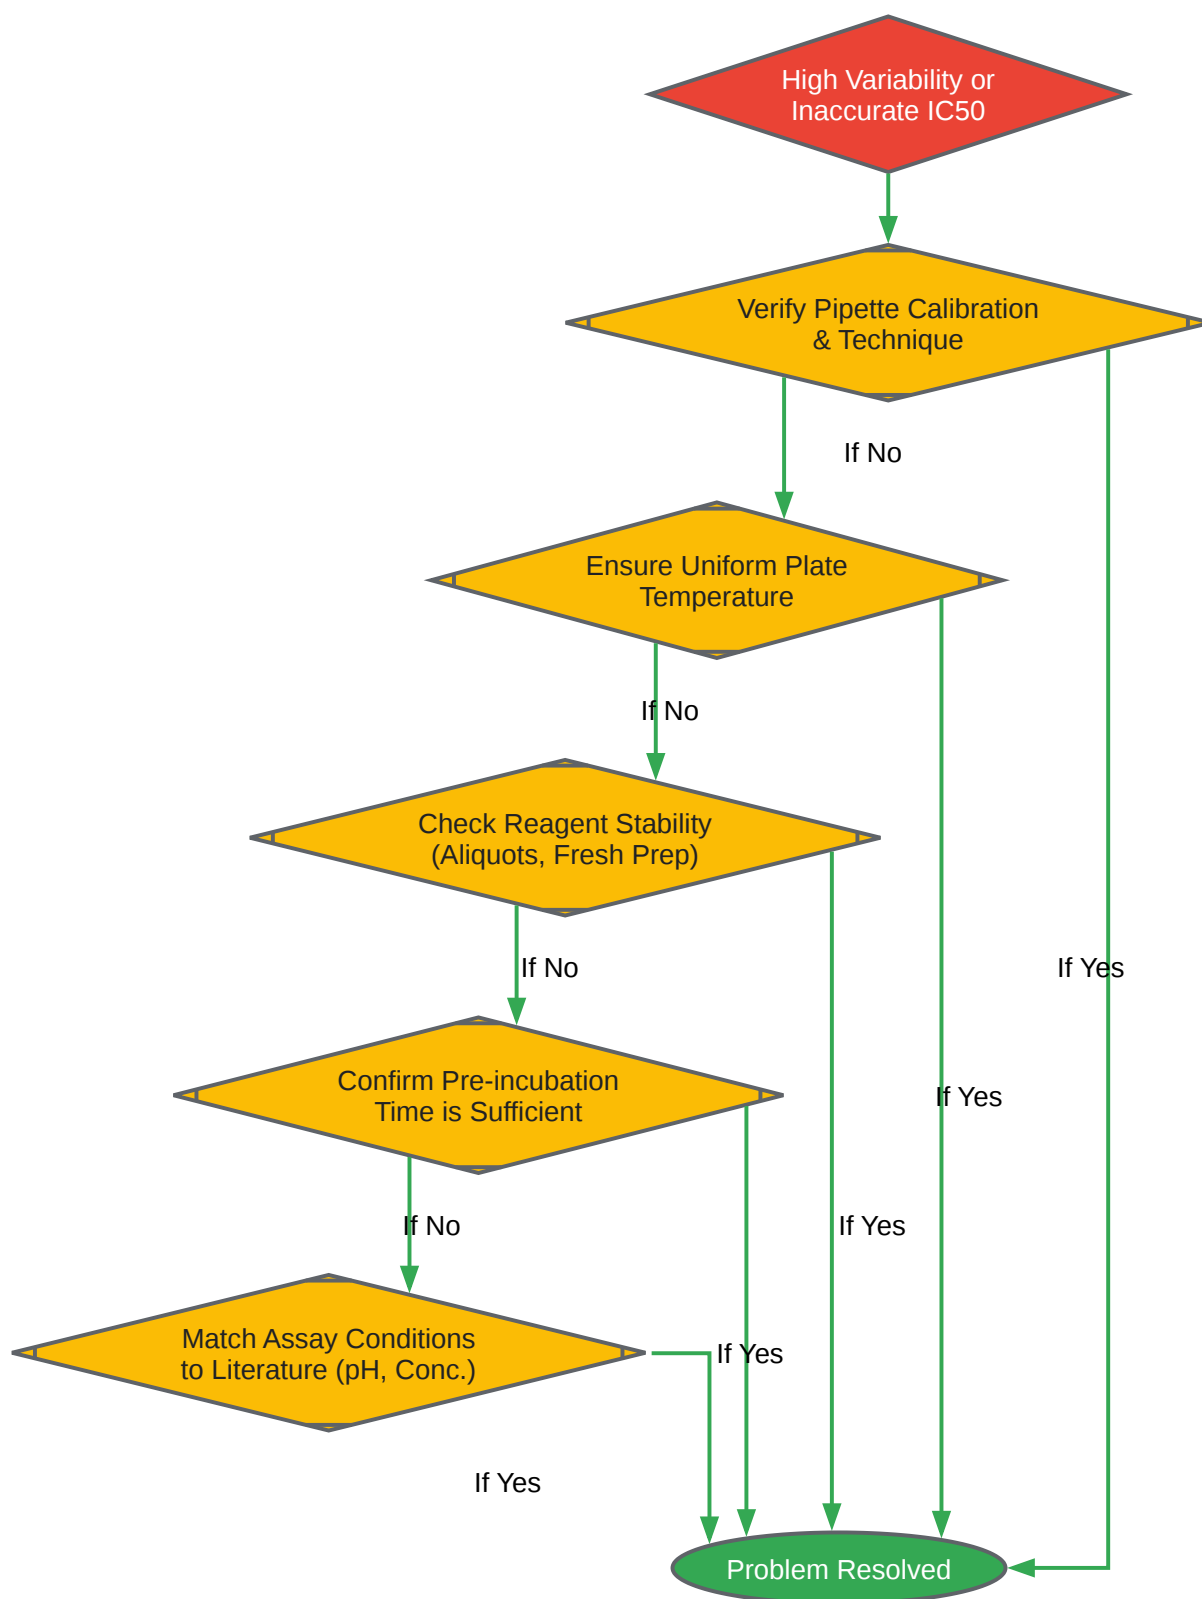 High Variability or
Inaccurate IC50
Verify Pipette Calibration
& Technique
If No
Ensure Uniform Plate
Temperature
If No
Check Reagent Stability
(Aliquots, Fresh Prep)
If No
If Yes
Confirm Pre-incubation
Time is Sufficient
If Yes
If No
If Yes
Match Assay Conditions
to Literature (pH, Conc.)
If Yes
If Yes
Problem Resolved